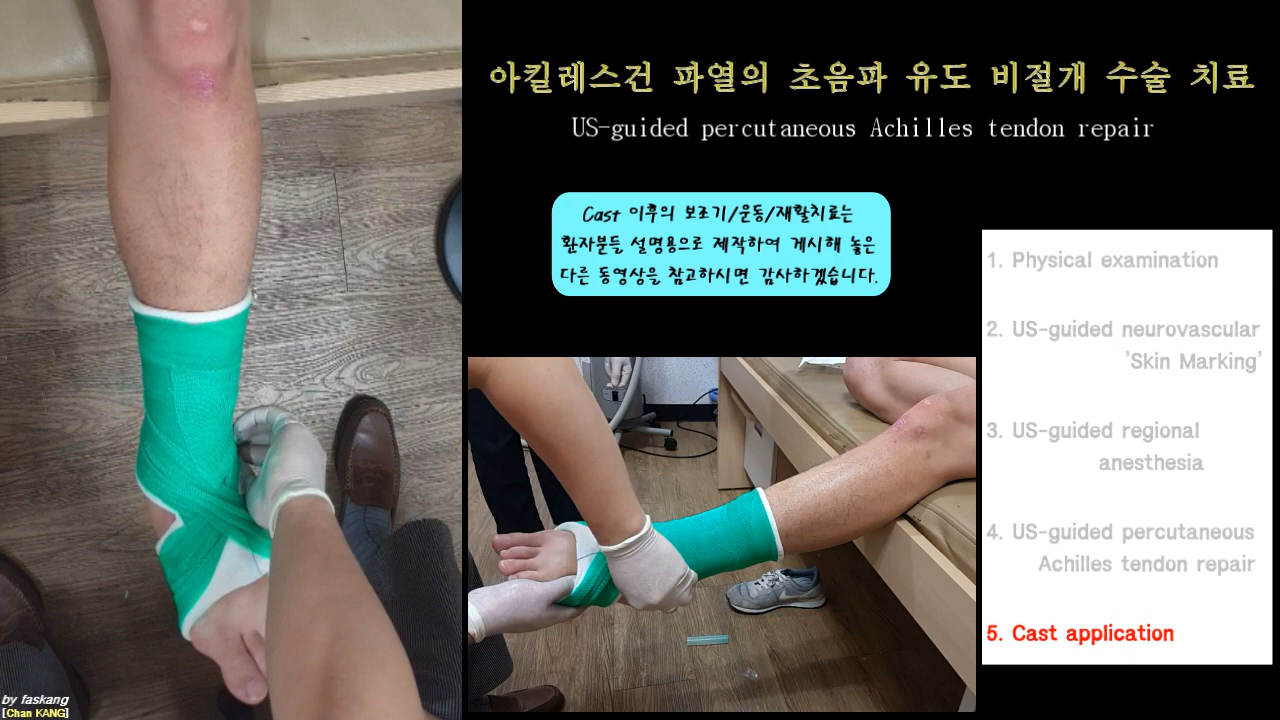 아킬레스건 파열의 초음파 유도 비절개 수술 치료
US-guided percutaneous Achilles tendon repair
Cast 이후의 보조기/운동/재활치료는
환자분들 설명용으로 제작하여 게시해 놓은
다른 동영상을 참고하시면 감사하겠습니다.
1. Physical examination
2. US-guided neurovascular
'Skin Marking'
3. US-guided regional
anesthesia
4. US-guided percutaneous
Achilles tendon repair
5. Cast application
by faskang
[Chan KANG]